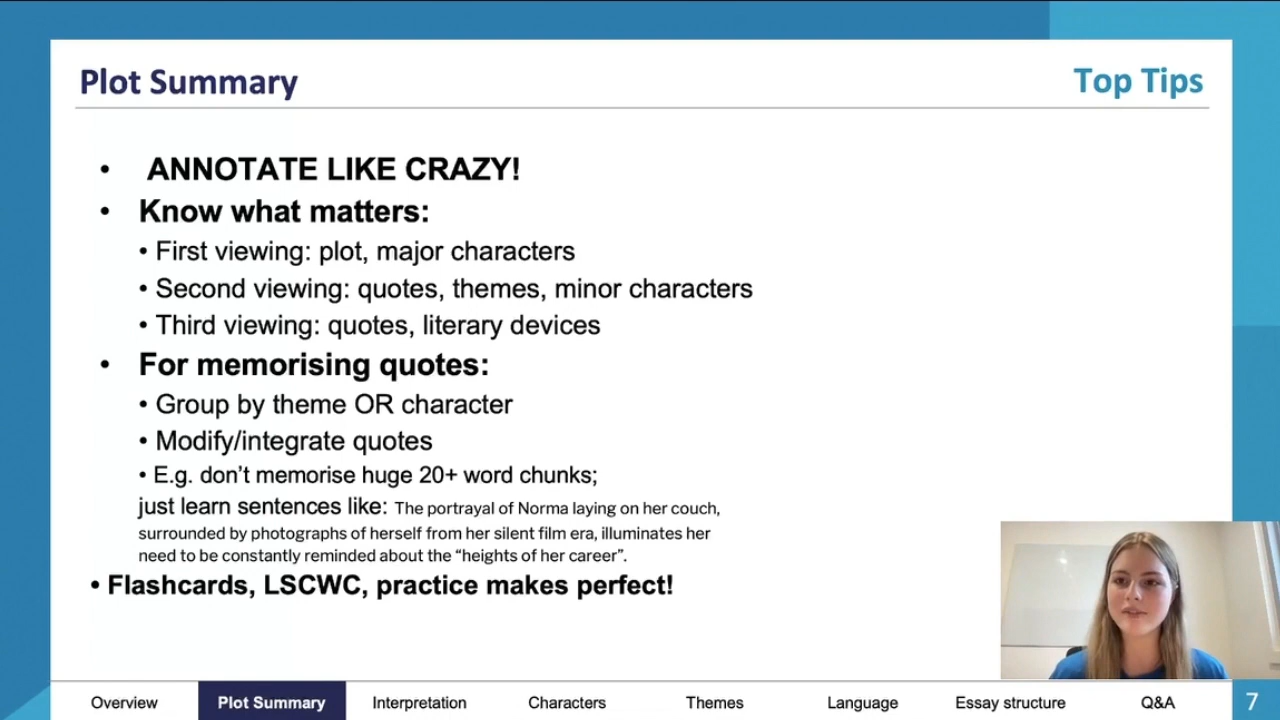 Plot Summary
Top Tips
• ANNOTATE LIKE CRAZY!
• Know what matters:
• First viewing: plot, major characters
• Second viewing: quotes, themes, minor characters
• Third viewing: quotes, literary devices
• For memorising quotes:
• Group by theme OR character
• Modify/integrate quotes
• E.g. don’t memorise huge 20+ word chunks;
just learn sentences like: The portrayal of Norma laying on her couch,
surrounded by photographs of herself from her silent film era, illuminates her
need to be constantly reminded about the “heights of her career”.
• Flashcards, LSCWC, practice makes perfect!
Overview Plot Summary Interpretation Characters Themes Language Essay structure Q&A 7